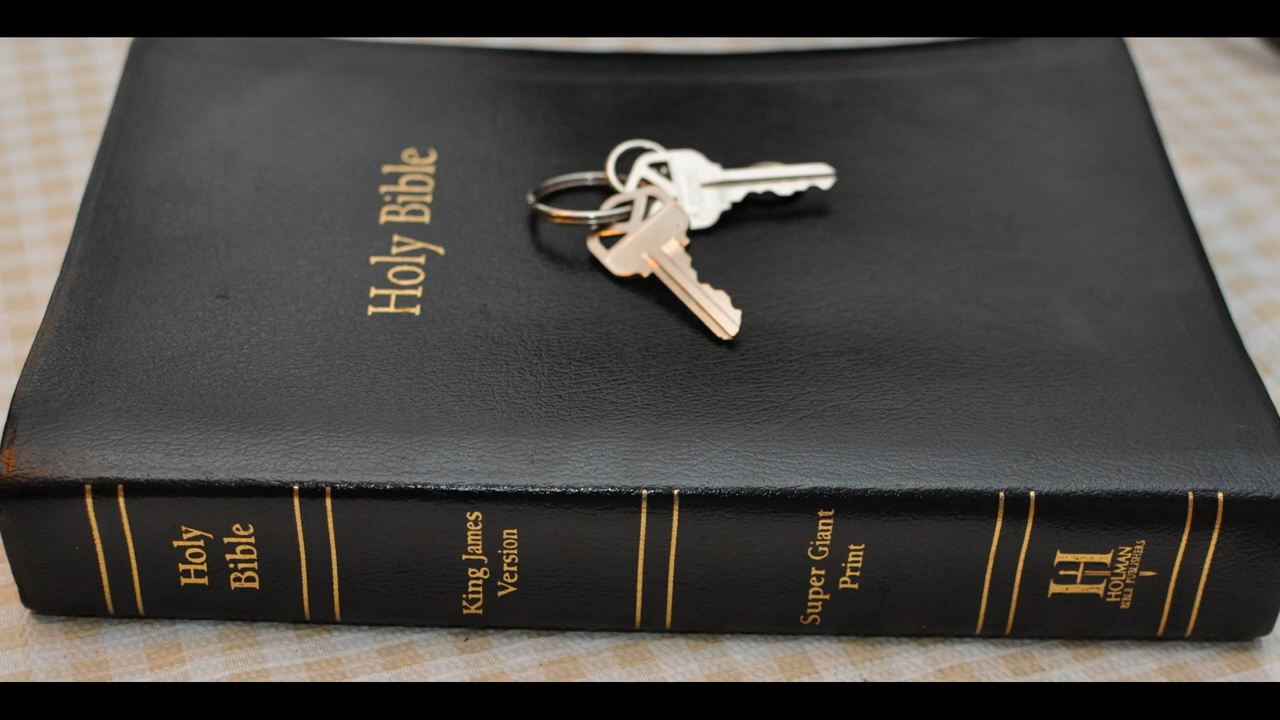 Holy Bible
Holy
Bible
King James
Version
Super Giant
Print
HOLMAN
BIBLE PUBLISHERS